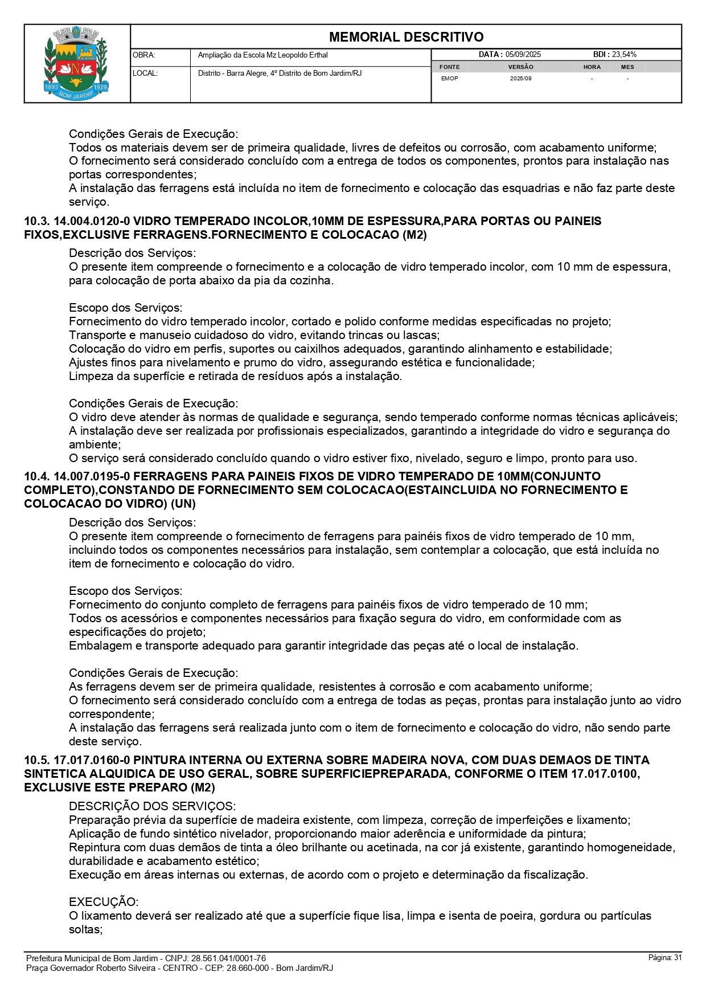 MEMORIAL DESCRITIVO
OBRA: Ampliação da Escola Mz Leopoldo Erthal
DATA : 05/09/2025 BDI : 23,54%
FONTE VERSÃO HORA MES
LOCAL: Distrito - Barra Alegre, 4º Distrito de Bom Jardim/RJ
EMOP 2025/09 - -
N
1893 1929
BOM JARDIM
Condições Gerais de Execução:
Todos os materiais devem ser de primeira qualidade, livres de defeitos ou corrosão, com acabamento uniforme;
O fornecimento será considerado concluído com a entrega de todos os componentes, prontos para instalação nas
portas correspondentes;
A instalação das ferragens está incluída no item de fornecimento e colocação das esquadrias e não faz parte deste
serviço.
10.3. 14.004.0120-0 VIDRO TEMPERADO INCOLOR,10MM DE ESPESSURA,PARA PORTAS OU PAINEIS
FIXOS,EXCLUSIVE FERRAGENS.FORNECIMENTO E COLOCACAO (M2)
Descrição dos Serviços:
O presente item compreende o fornecimento e a colocação de vidro temperado incolor, com 10 mm de espessura,
para colocação de porta abaixo da pia da cozinha.
Escopo dos Serviços:
Fornecimento do vidro temperado incolor, cortado e polido conforme medidas especificadas no projeto;
Transporte e manuseio cuidadoso do vidro, evitando trincas ou lascas;
Colocação do vidro em perfis, suportes ou caixilhos adequados, garantindo alinhamento e estabilidade;
Ajustes finos para nivelamento e prumo do vidro, assegurando estética e funcionalidade;
Limpeza da superfície e retirada de resíduos após a instalação.
Condições Gerais de Execução:
O vidro deve atender às normas de qualidade e segurança, sendo temperado conforme normas técnicas aplicáveis;
A instalação deve ser realizada por profissionais especializados, garantindo a integridade do vidro e segurança do
ambiente;
O serviço será considerado concluído quando o vidro estiver fixo, nivelado, seguro e limpo, pronto para uso.
10.4. 14.007.0195-0 FERRAGENS PARA PAINEIS FIXOS DE VIDRO TEMPERADO DE 10MM(CONJUNTO
COMPLETO),CONSTANDO DE FORNECIMENTO SEM COLOCACAO(ESTAINCLUIDA NO FORNECIMENTO E
COLOCACAO DO VIDRO) (UN)
Descrição dos Serviços:
O presente item compreende o fornecimento de ferragens para painéis fixos de vidro temperado de 10 mm,
incluindo todos os componentes necessários para instalação, sem contemplar a colocação, que está incluída no
item de fornecimento e colocação do vidro.
Escopo dos Serviços:
Fornecimento do conjunto completo de ferragens para painéis fixos de vidro temperado de 10 mm;
Todos os acessórios e componentes necessários para fixação segura do vidro, em conformidade com as
especificações do projeto;
Embalagem e transporte adequado para garantir integridade das peças até o local de instalação.
Condições Gerais de Execução:
As ferragens devem ser de primeira qualidade, resistentes à corrosão e com acabamento uniforme;
O fornecimento será considerado concluído com a entrega de todas as peças, prontas para instalação junto ao vidro
correspondente;
A instalação das ferragens será realizada junto com o item de fornecimento e colocação do vidro, não sendo parte
deste serviço.
10.5. 17.017.0160-0 PINTURA INTERNA OU EXTERNA SOBRE MADEIRA NOVA, COM DUAS DEMAOS DE TINTA
SINTETICA ALQUIDICA DE USO GERAL, SOBRE SUPERFICIEPREPARADA, CONFORME O ITEM 17.017.0100,
EXCLUSIVE ESTE PREPARO (M2)
DESCRIÇÃO DOS SERVIÇOS:
Preparação prévia da superfície de madeira existente, com limpeza, correção de imperfeições e lixamento;
Aplicação de fundo sintético nivelador, proporcionando maior aderência e uniformidade da pintura;
Repintura com duas demãos de tinta a óleo brilhante ou acetinada, na cor já existente, garantindo homogeneidade,
durabilidade e acabamento estético;
Execução em áreas internas ou externas, de acordo com o projeto e determinação da fiscalização.
EXECUÇÃO:
O lixamento deverá ser realizado até que a superfície fique lisa, limpa e isenta de poeira, gordura ou partículas
soltas;
Prefeitura Municipal de Bom Jardim - CNPJ: 28.561.041/0001-76 Página: 31
Praça Governador Roberto Silveira - CENTRO - CEP: 28.660-000 - Bom Jardim/RJ